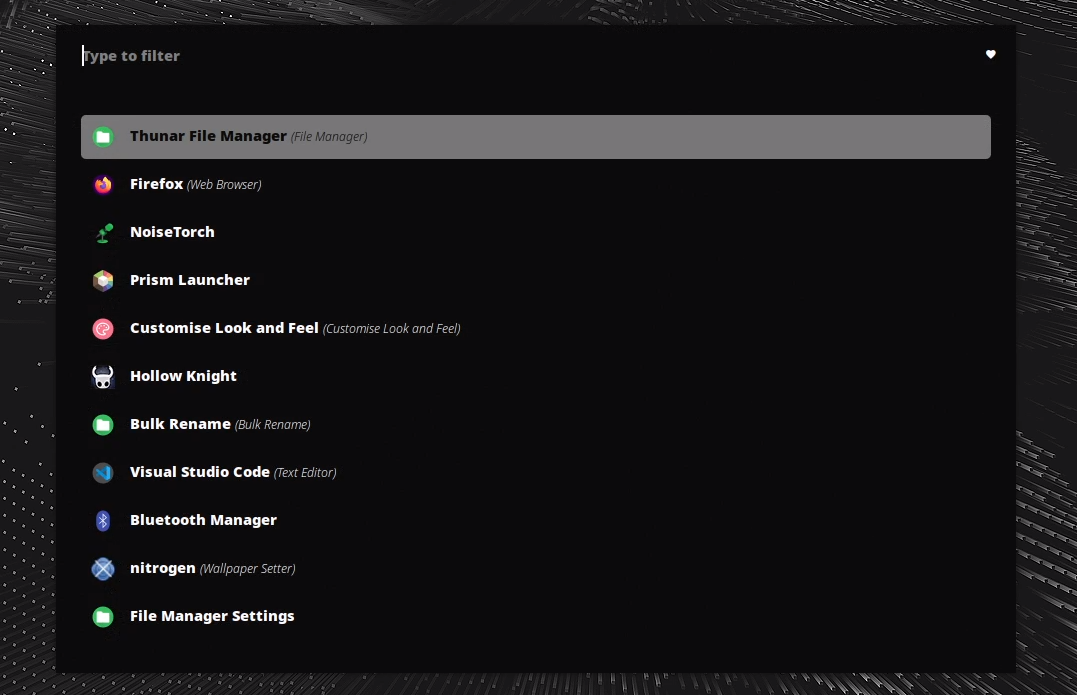 Type to filter
Thunar File Manager (File Manager)
Firefox (Web Browser)
NoiseTorch
Prism Launcher
Customise Look and Feel (Customise Look and Feel)
Hollow Knight
Bulk Rename (Bulk Rename)
Visual Studio Code (Text Editor)
Bluetooth Manager
nitrogen (Wallpaper Setter)
File Manager Settings